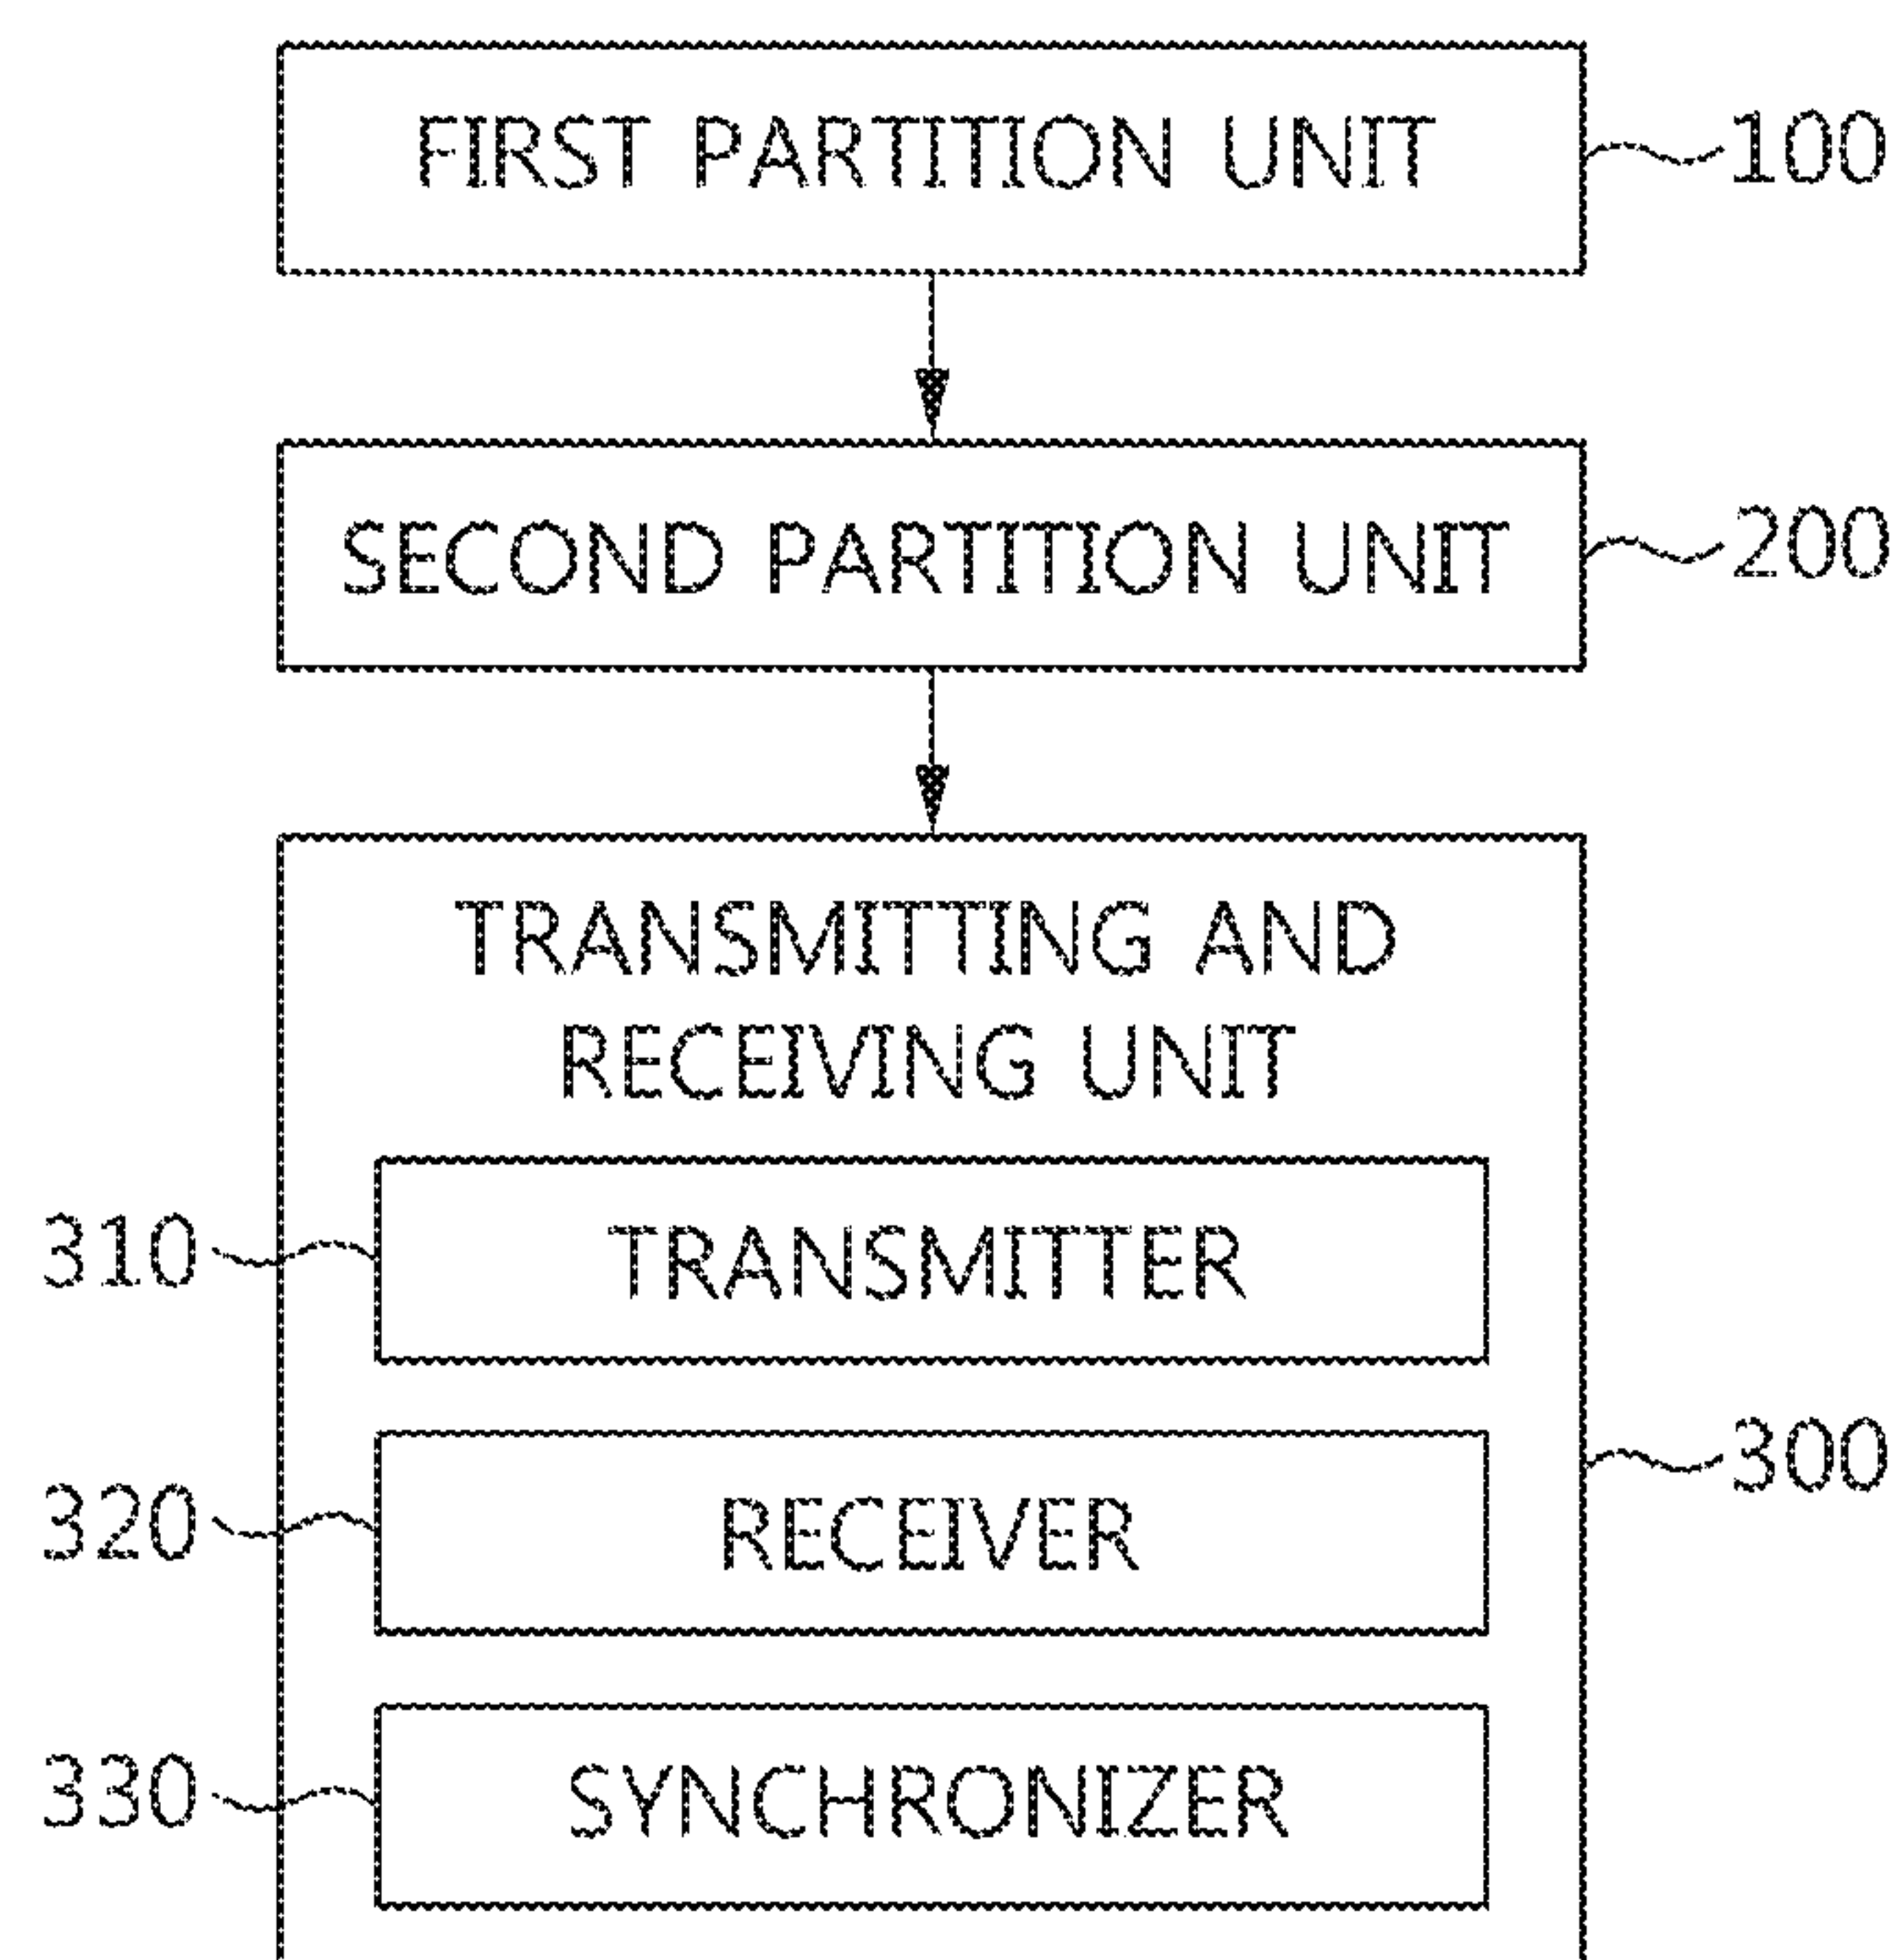 FIRST PARTITION UNIT
100
SECOND PARTITION UNIT
200
TRANSMITTING AND
RECEIVING UNIT
310
TRANSMITTER
300
320
RECEIVER
330
SYNCHRONIZER